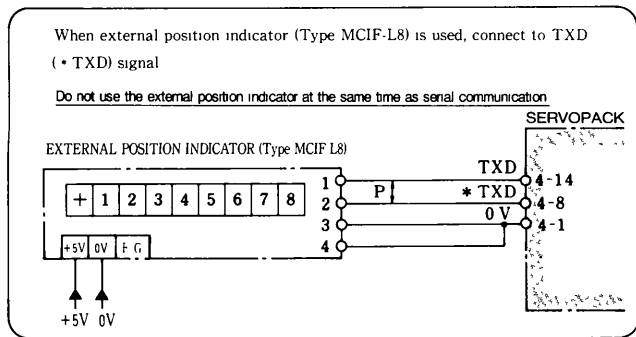 When external position indicator (Type MCIF-L8) is used, connect to TXD
( * TXD) signal
Do not use the external position indicator at the same time as serial communication
SERVOPACK
EXTERNAL POSITION INDICATOR (Type MCIF L8)
+ 1 2 3 4 5 6 7 8
+5V 0V
+5V 0V
1 TXD 4-14
2 P * TXD 4-8
3 0 V 4-1
4